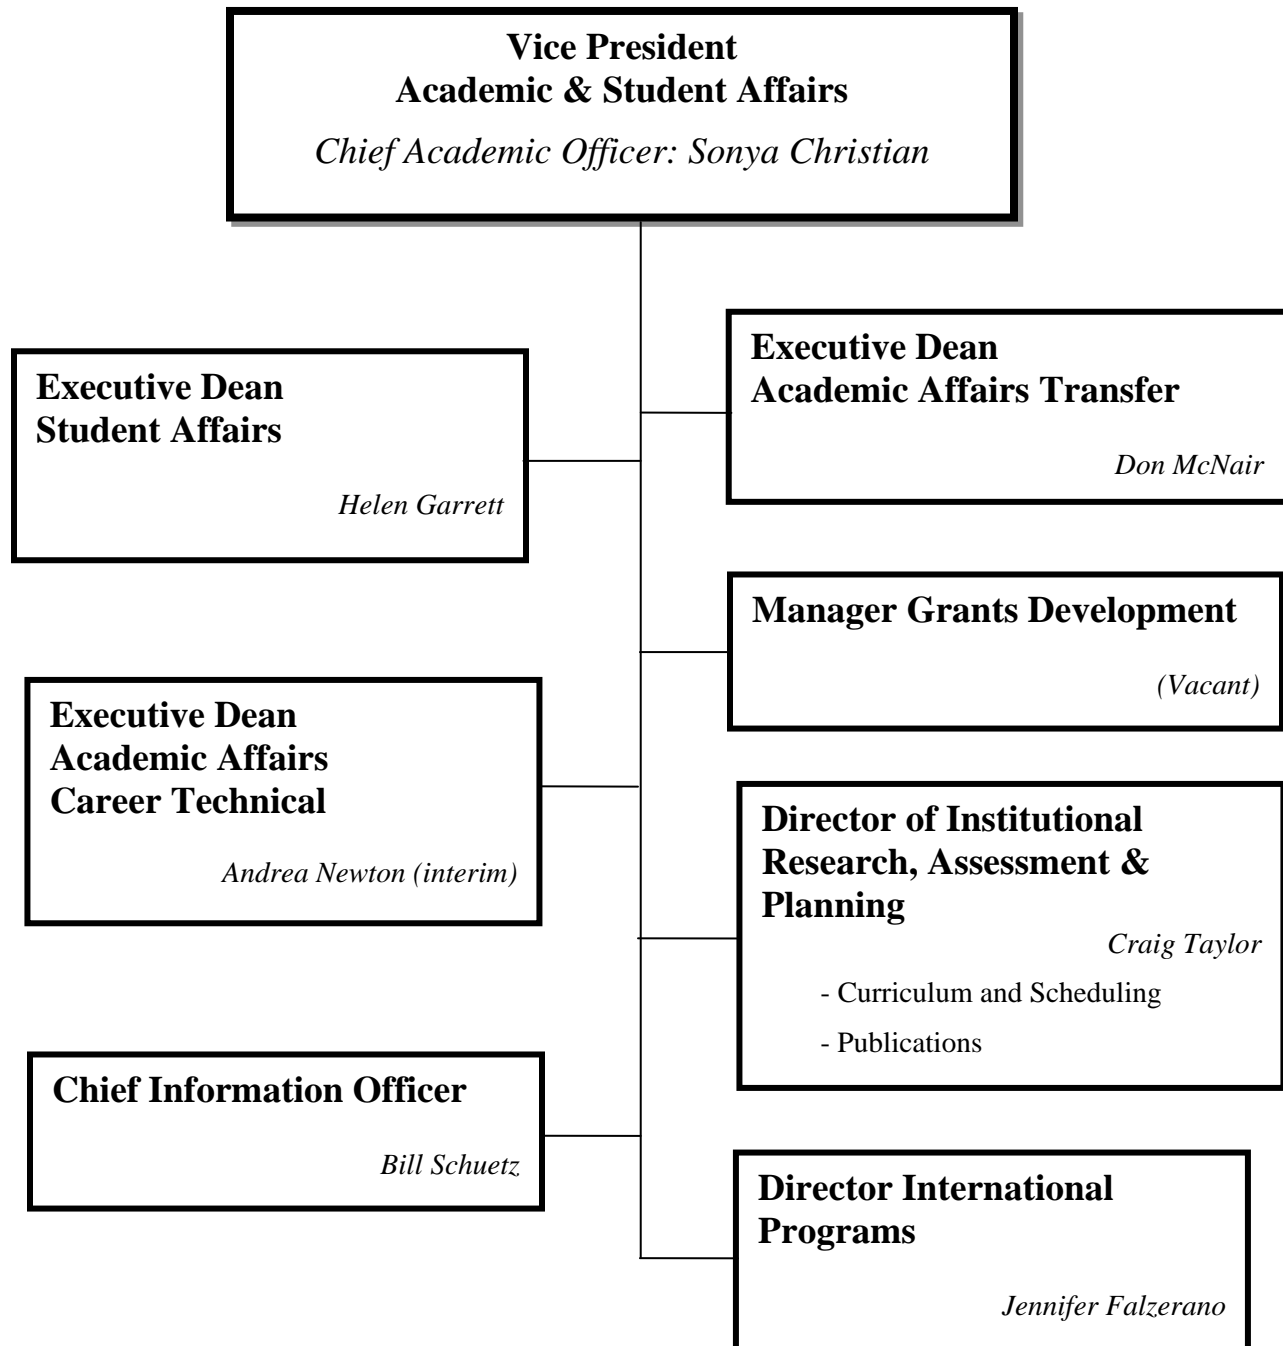 Vice President
Academic & Student Affairs
Chief Academic Officer: Sonya Christian
Executive Dean
Student Affairs
Helen Garrett
Executive Dean
Academic Affairs Transfer
Don McNair
Manager Grants Development
(Vacant)
Executive Dean
Academic Affairs
Career Technical
Andrea Newton (interim)
Director of Institutional
Research, Assessment &
Planning
Craig Taylor
- Curriculum and Scheduling
- Publications
Chief Information Officer
Bill Schuetz
Director International
Programs
Jennifer Falzerano